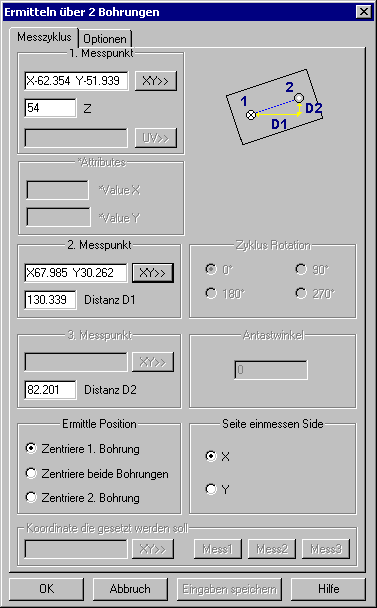 Ermitteln über 2 Bohrungen
Messzyklus
Optionen
1. Messpunkt
X-62.354 Y-51.939
XY>>
54
Z
UV>>
1
2
D1
D2
*Attributes
*Value X
*Value Y
2. Messpunkt
X67.985 Y30.262
XY>>
130.339
Distanz D1
Zyklus Rotation
0°
90°
180°
270°
3. Messpunkt
XY>>
82.201
Distanz D2
Antastwinkel
0
Ermittle Position
Zentriere 1. Bohrung
Zentriere beide Bohrungen
Zentriere 2. Bohrung
Seite einmessen Side
X
Y
Koordinate die gesetzt werden soll
XY>>
Mess1
Mess2
Mess3
OK
Abbruch
Eingaben speichern
Hilfe